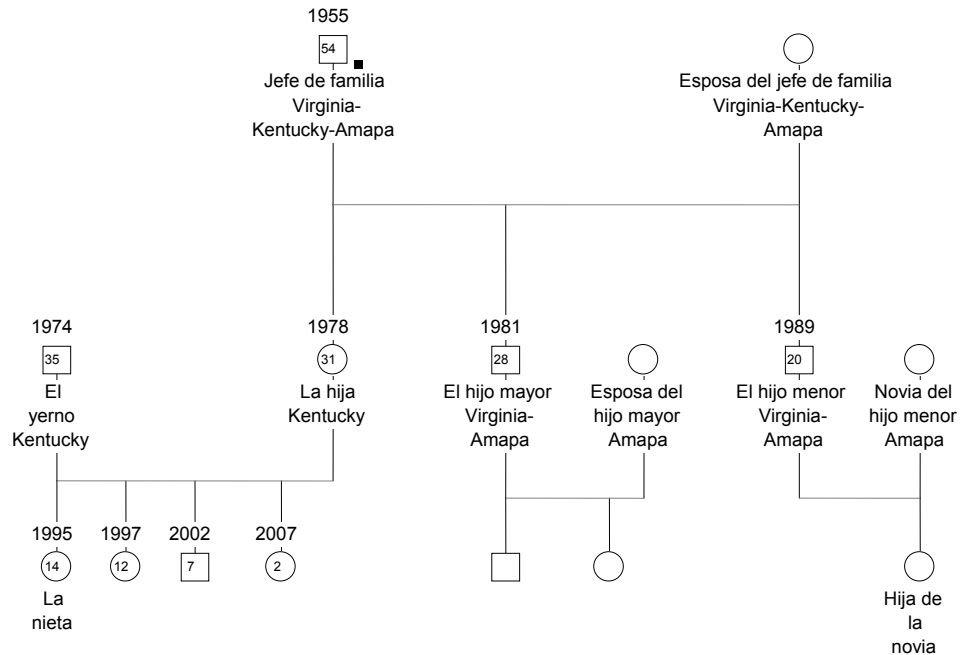 1955
54
Jefe de familia
Virginia-
Kentucky-Amapa
Esposa del jefe de familia
Virginia-Kentucky-
Amapa
1974
35
El
yerno
Kentucky
1978
31
La hija
Kentucky
1981
28
El hijo mayor
Virginia-
Amapa
Esposa del
hijo mayor
Amapa
1989
20
El hijo menor
Virginia-
Amapa
Novia del
hijo menor
Amapa
1995
14
La
nieta
1997
12
2002
7
2007
2
Hija de
la
novia